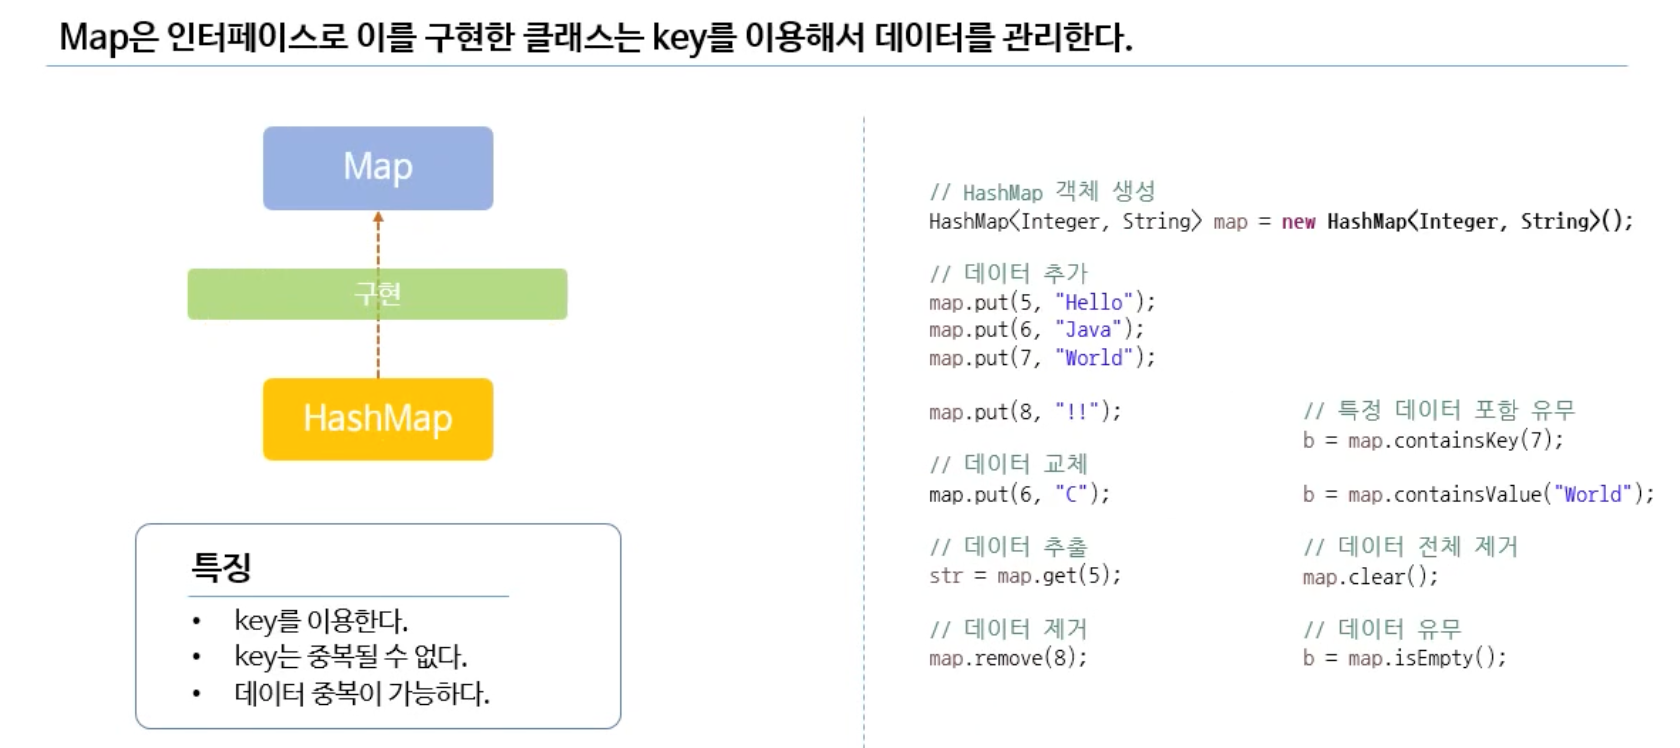 Map은 인터페이스로 이를 구현한 클래스는 key를 이용해서 데이터를 관리한다.
Map
구현
HashMap
특징
• key를 이용한다.
• key는 중복될 수 없다.
• 데이터 중복이 가능하다.
// HashMap 객체 생성
HashMap<Integer, String> map = new HashMap<Integer, String>();
// 데이터 추가
map.put(5, "Hello");
map.put(6, "Java");
map.put(7, "World");
map.put(8, "!!");
// 데이터 교체
map.put(6, "C");
// 데이터 추출
str = map.get(5);
// 데이터 제거
map.remove(8);
// 특정 데이터 포함 유무
b = map.containsKey(7);
b = map.containsValue("World");
// 데이터 전체 제거
map.clear();
// 데이터 유무
b = map.isEmpty();